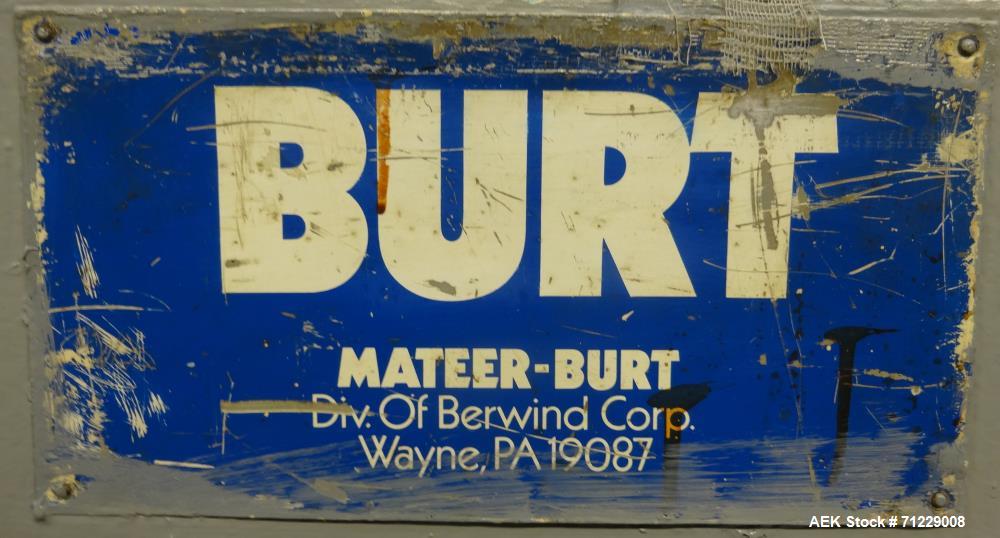 BURT
MATEER-BURT
Div. Of Berwind Corp.
Wayne, PA 19087
AEK Stock # 71229008